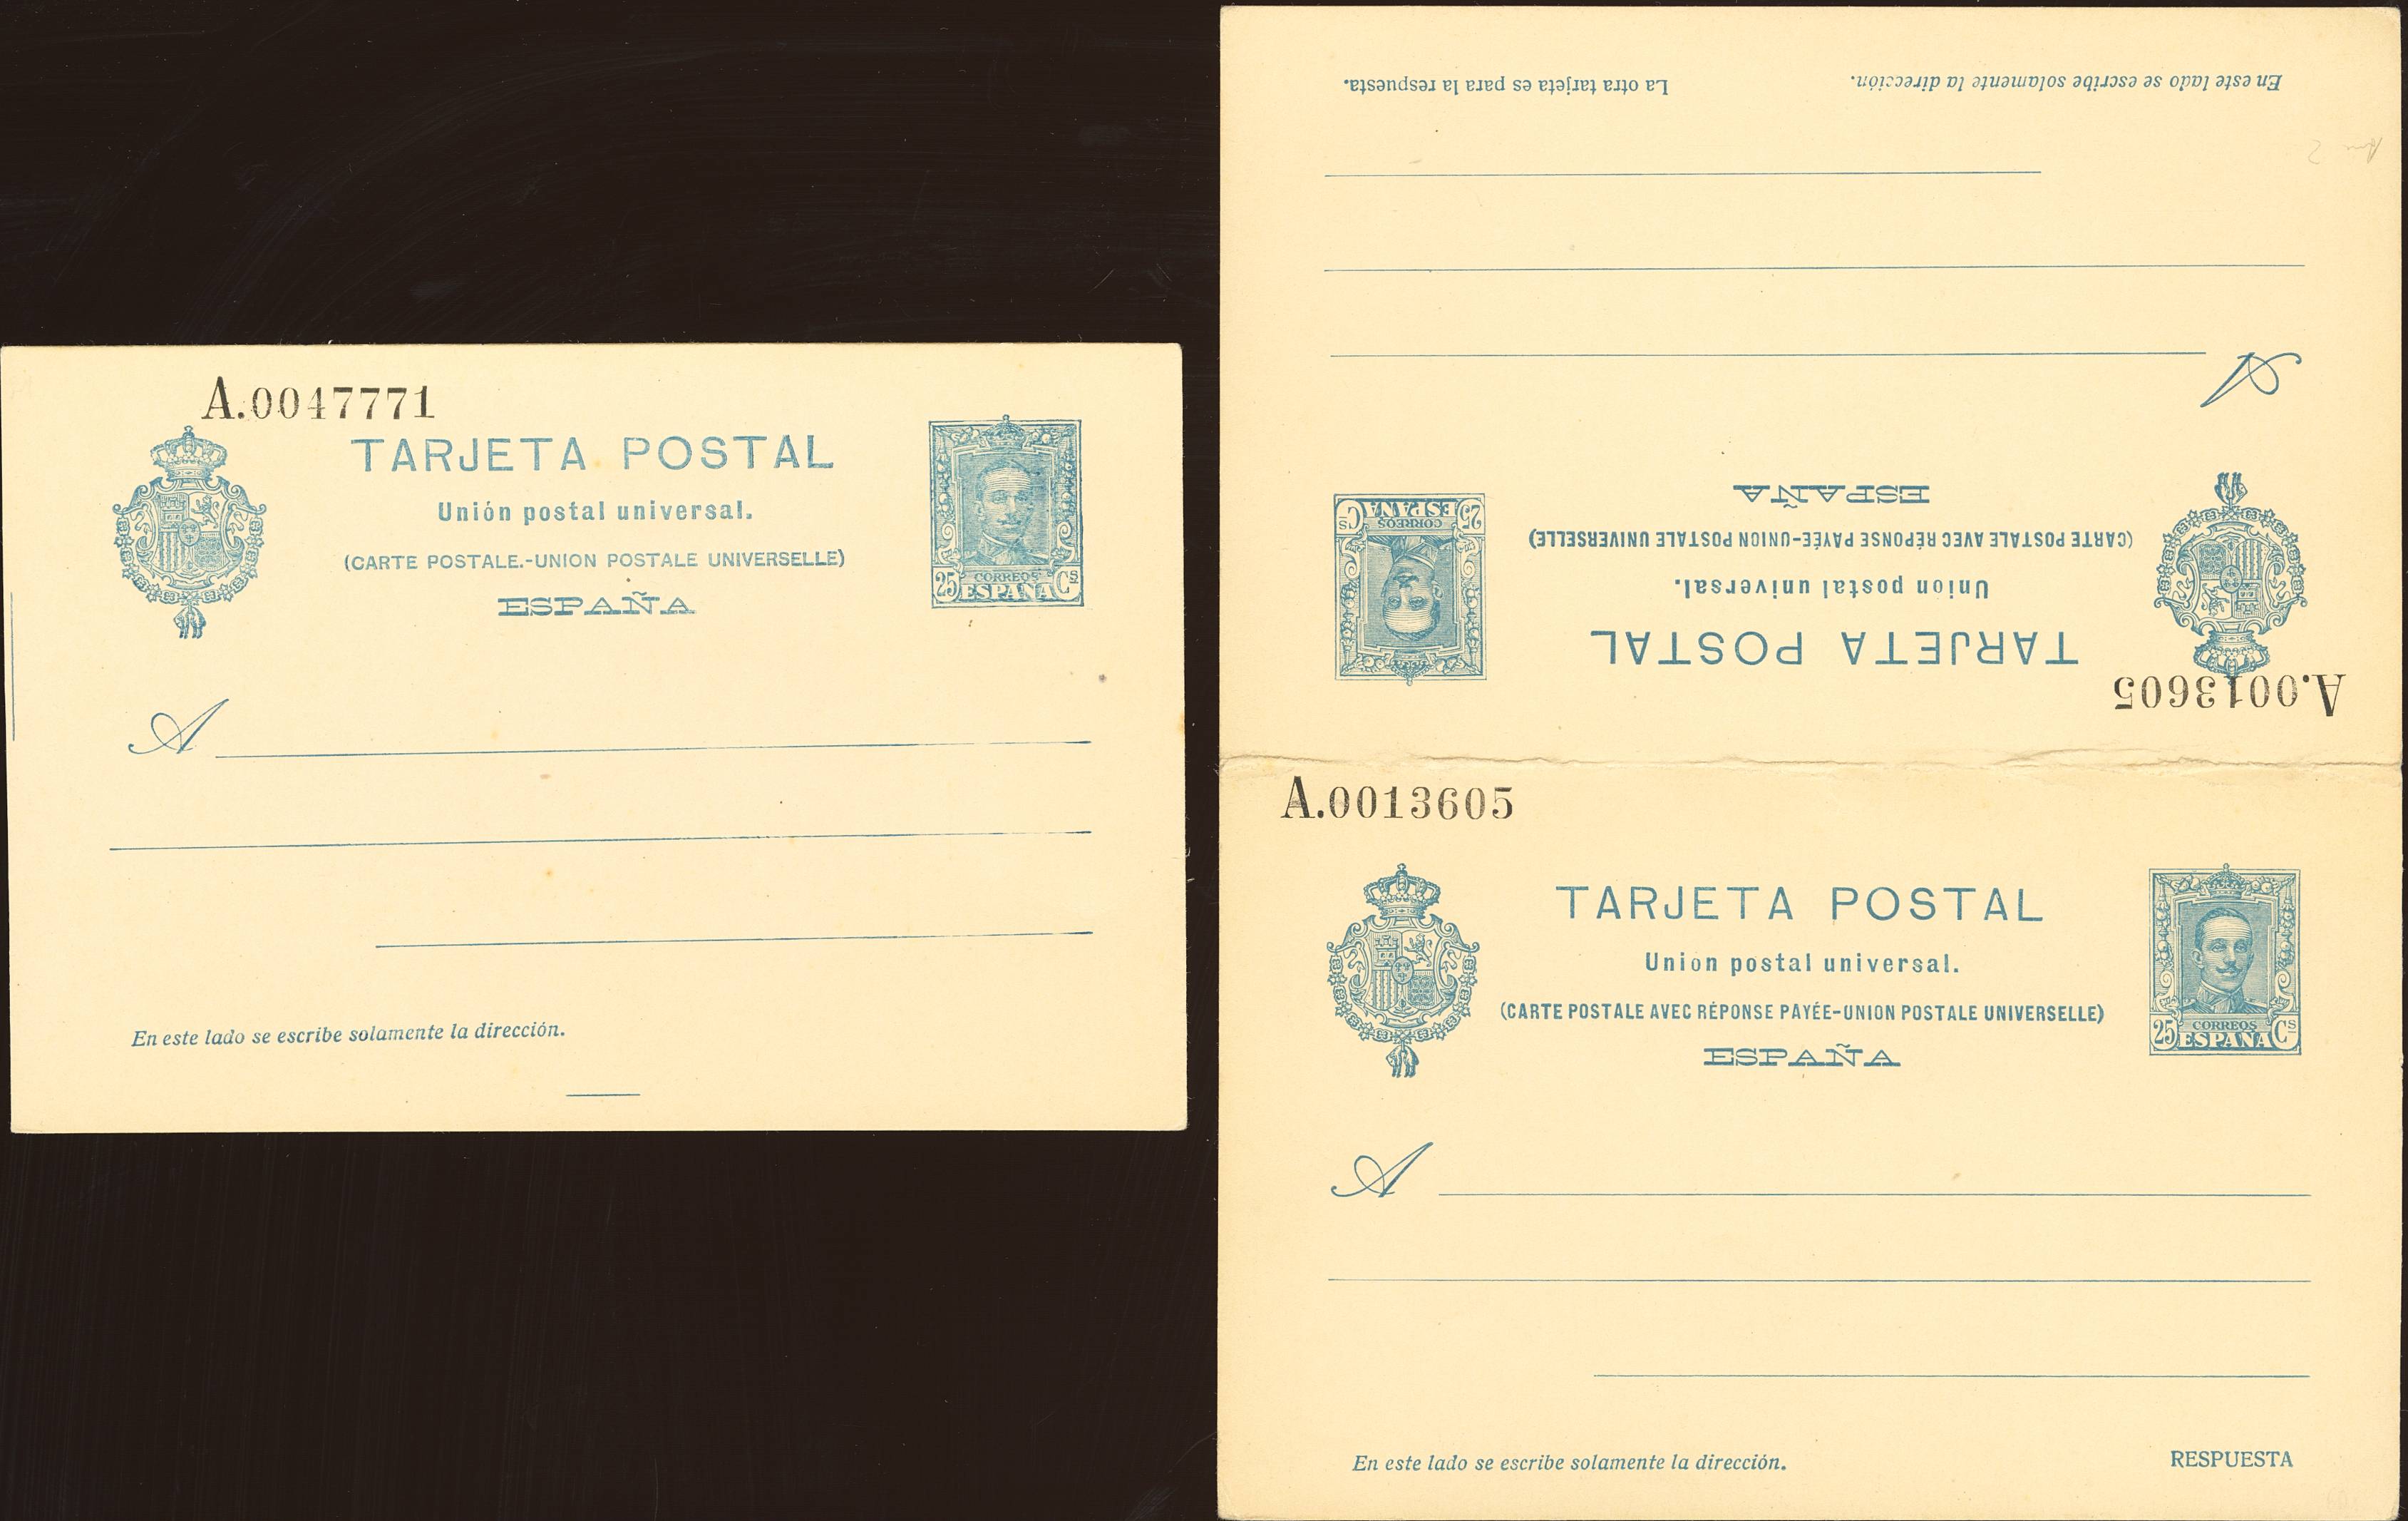 A.0047771
TARJETA POSTAL
Unión postal universal.
(CARTE POSTALE.-UNION POSTALE UNIVERSELLE)
ESPAÑA
25 CORREOS Cs
ESPAÑA
A
En este lado se escribe solamente la dirección.
A.0013605
TARJETA POSTAL
Union postal universal.
(CARTE POSTALE AVEC RÉPONSE PAYÉE-UNION POSTALE UNIVERSELLE)
ESPAÑA
25 CORREOS Cs
ESPAÑA
A
En este lado se escribe solamente la dirección.
La otra tarjeta es para la respuesta.
A.0013605
TARJETA POSTAL
Union postal universal.
(CARTE POSTALE AVEC RÉPONSE PAYÉE-UNION POSTALE UNIVERSELLE)
ESPAÑA
25 CORREOS Cs
ESPAÑA
A
En este lado se escribe solamente la dirección.
RESPUESTA